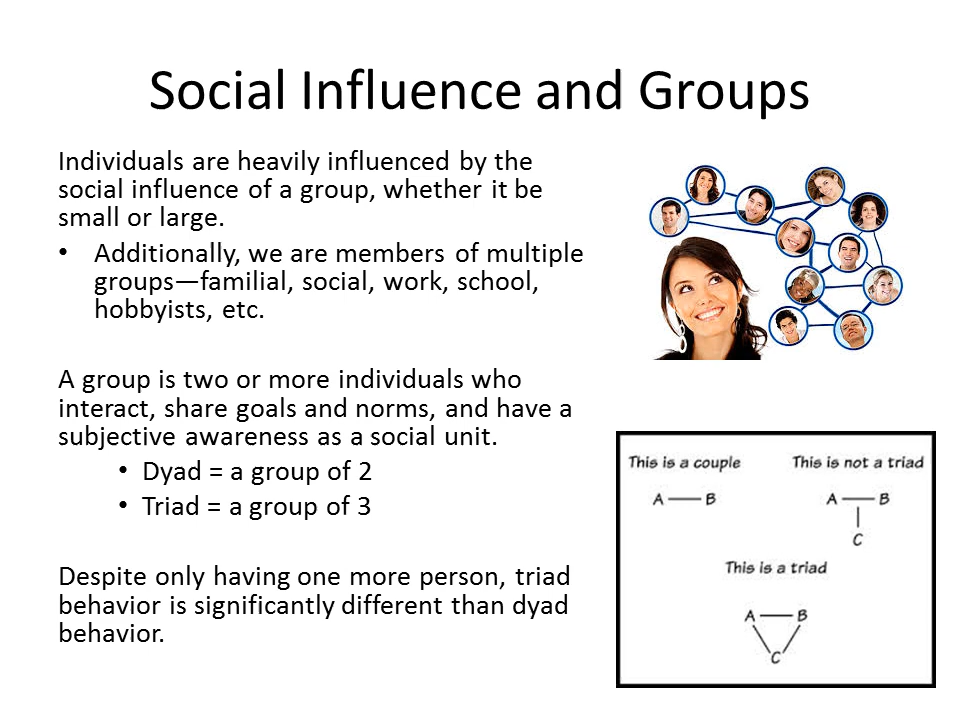 Social Influence and Groups
Individuals are heavily influenced by the
social influence of a group, whether it be
small or large.
• Additionally, we are members of multiple
groups—familial, social, work, school,
hobbyists, etc.
A group is two or more individuals who
interact, share goals and norms, and have a
subjective awareness as a social unit.
• Dyad = a group of 2
• Triad = a group of 3
Despite only having one more person, triad
behavior is significantly different than dyad
behavior.
This is a couple
A B
This is not a triad
A B
C
This is a triad
A B
C